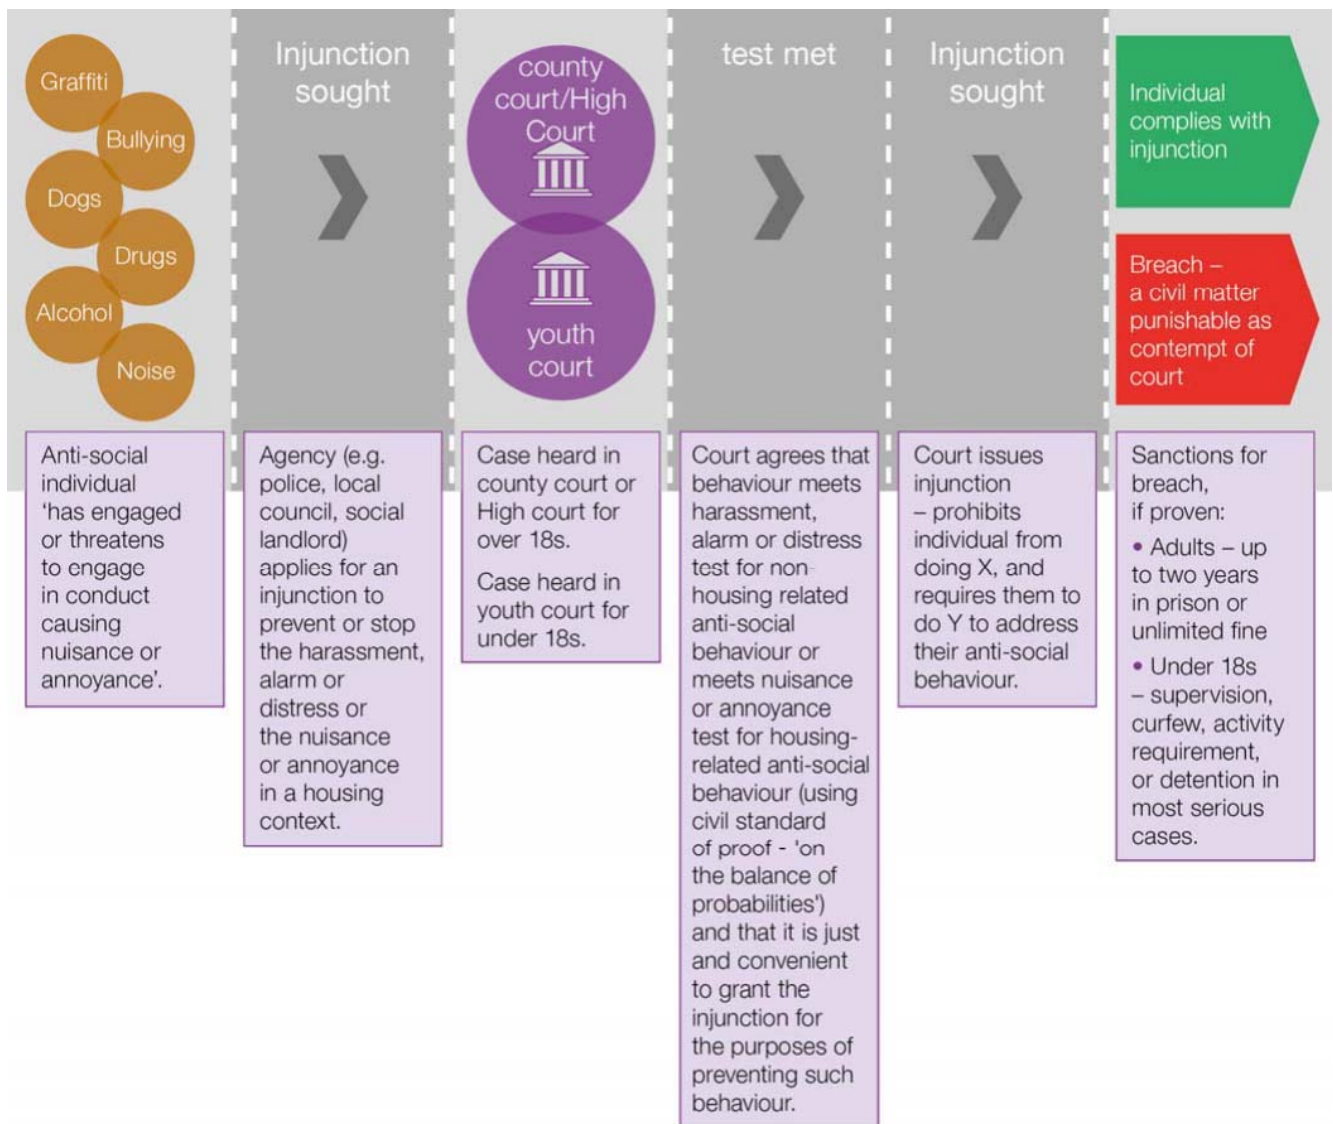 Graffiti
Bullying
Dogs
Drugs
Alcohol
Noise
Injunction
sought
county
court/High
Court
youth
court
test met
Injunction
sought
Individual
complies with
injunction
Breach –
a civil matter
punishable as
contempt of
court
Anti-social
individual
‘has engaged
or threatens
to engage
in conduct
causing
nuisance or
annoyance’.
Agency (e.g.
police, local
council, social
landlord)
applies for an
injunction to
prevent or stop
the harassment,
alarm or
distress or
the nuisance
or annoyance
in a housing
context.
Case heard in
county court or
High court for
over 18s.
Case heard in
youth court for
under 18s.
Court agrees that
behaviour meets
harassment,
alarm or distress
test for non-
housing related
anti-social
behaviour or
meets nuisance
or annoyance
test for housing-
related anti-social
behaviour (using
civil standard
of proof - 'on
the balance of
probabilities')
and that it is just
and convenient
to grant the
injunction for
the purposes of
preventing such
behaviour.
Court issues
injunction
– prohibits
individual from
doing X, and
requires them to
do Y to address
their anti-social
behaviour.
Sanctions for
breach,
if proven:
• Adults – up
to two years
in prison or
unlimited fine
• Under 18s
– supervision,
curfew, activity
requirement,
or detention in
most serious
cases.